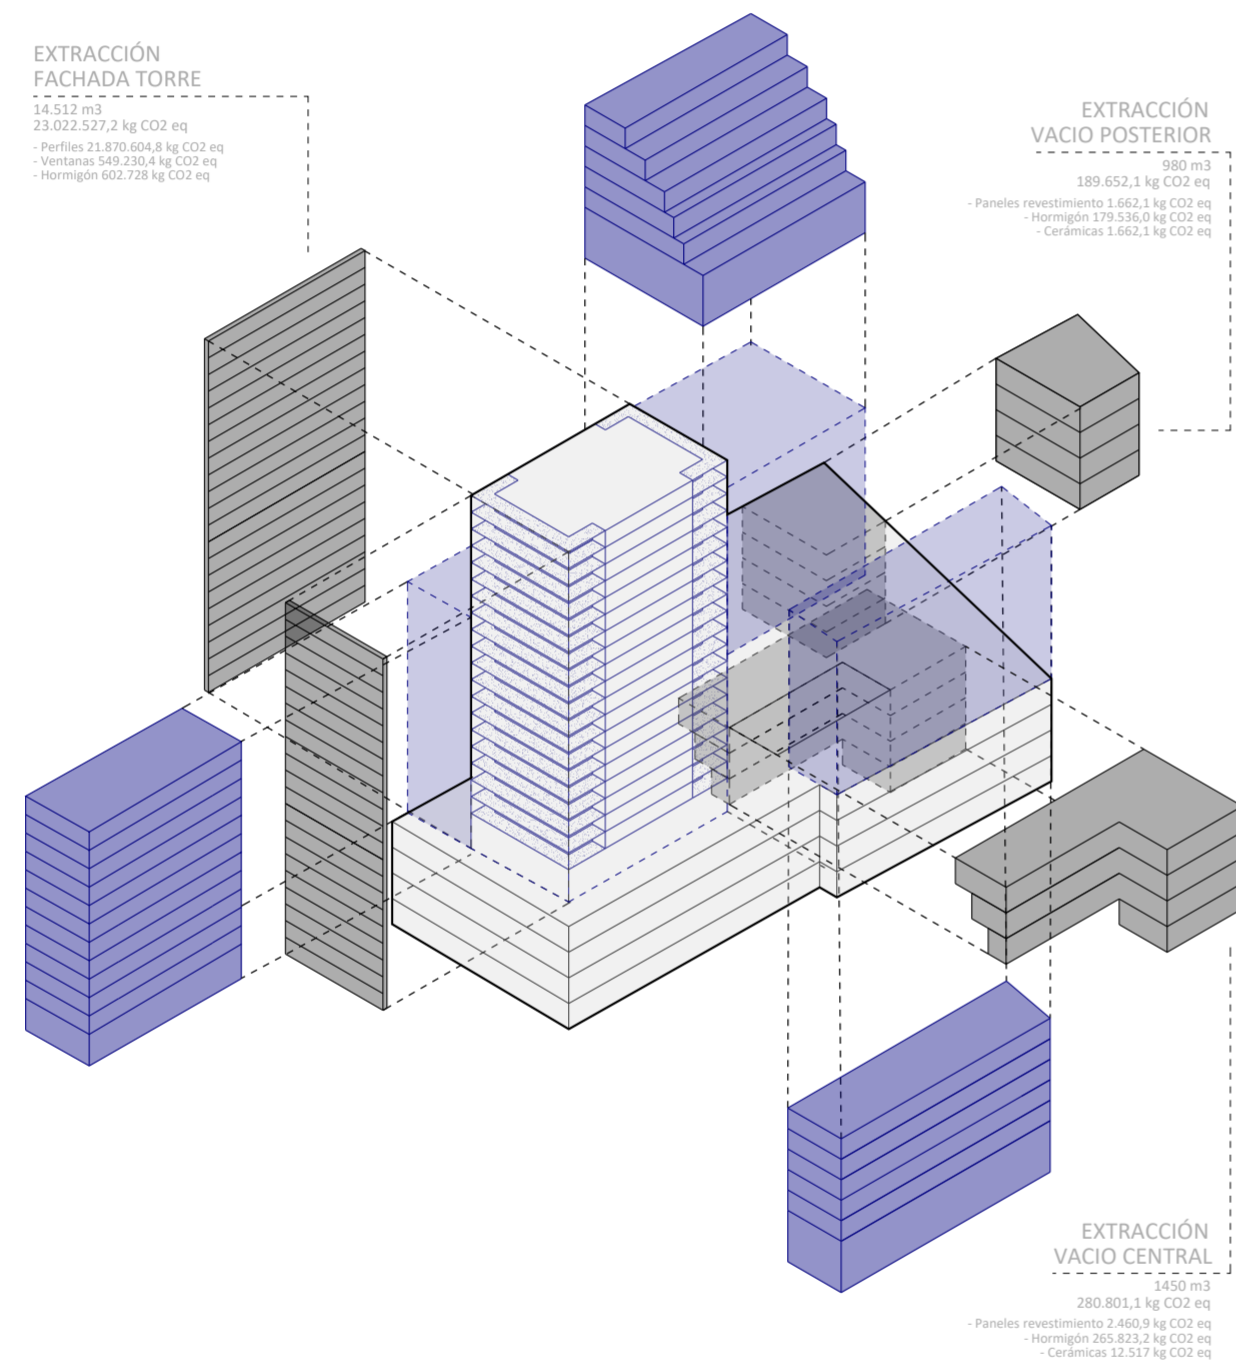 EXTRACCIÓN
FACHADA TORRE
14.512 m3
23.022.527,2 kg CO2 eq
- Perfiles 21.870.604,8 kg CO2 eq
- Ventanas 549.230,4 kg CO2 eq
- Hormigón 602.728 kg CO2 eq
EXTRACCIÓN
VACIO POSTERIOR
980 m3
189.652,1 kg CO2 eq
- Paneles revestimiento 1.662,1 kg CO2 eq
- Hormigón 179.536,0 kg CO2 eq
- Cerámicas 1.662,1 kg CO2 eq
EXTRACCIÓN
VACIO CENTRAL
1450 m3
280.801,1 kg CO2 eq
- Paneles revestimiento 2.460,9 kg CO2 eq
- Hormigón 265.823,2 kg CO2 eq
- Cerámicas 12.517 kg CO2 eq